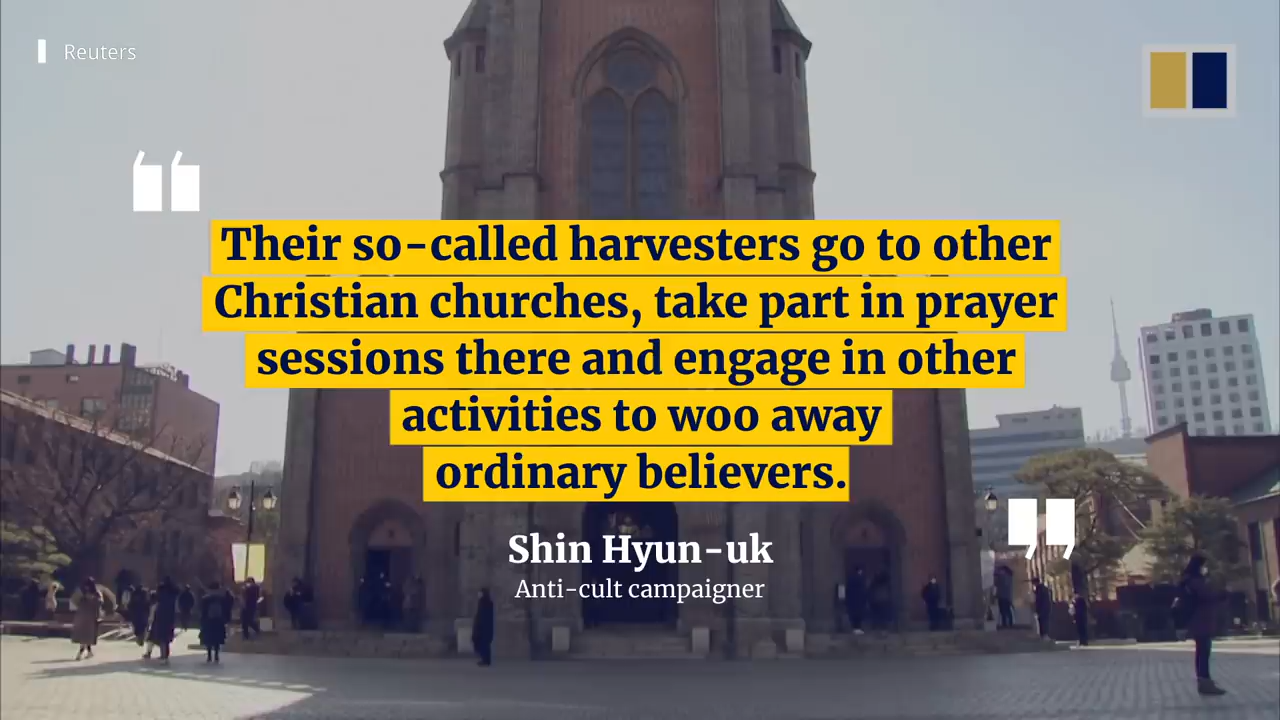 Reuters
Their so-called harvesters go to other
Christian churches, take part in prayer
sessions there and engage in other
activities to woo away
ordinary believers.
Shin Hyun-uk
Anti-cult campaigner